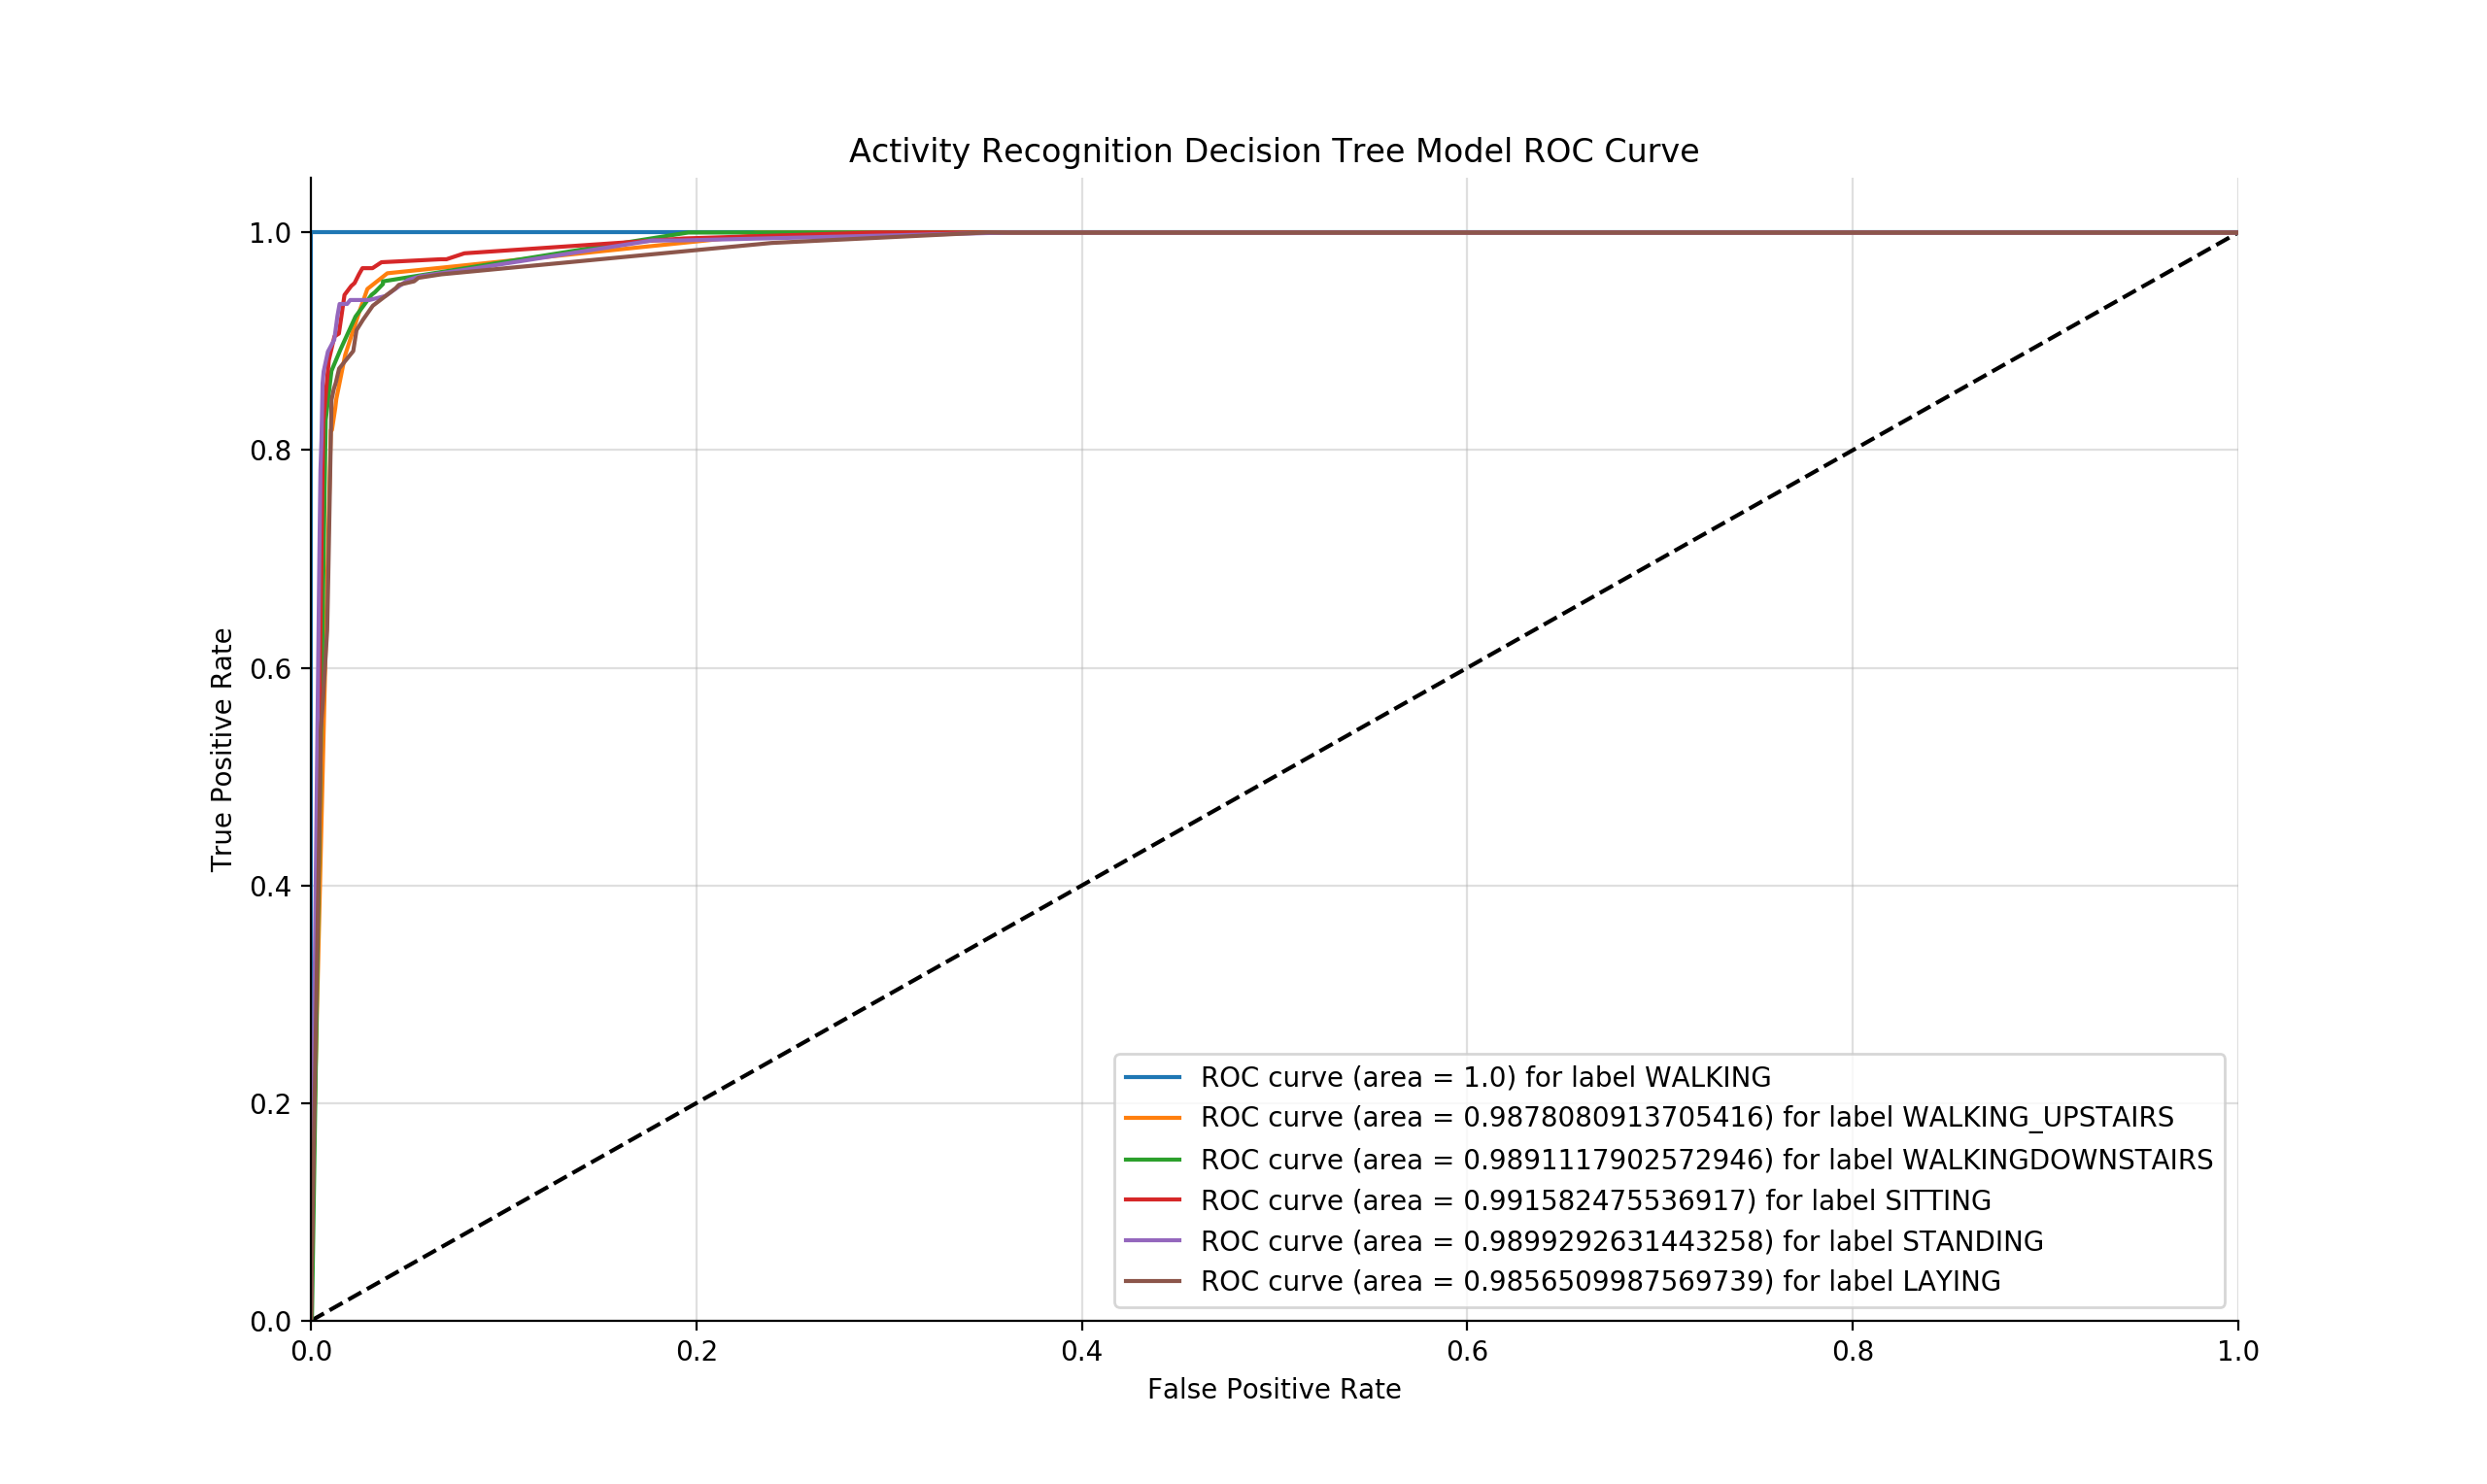 Activity Recognition Decision Tree Model ROC Curve
1.0
0.8
0.6
0.4
0.2
0.0
True Positive Rate
ROC curve (area = 1.0) for label WALKING
ROC curve (area = 0.9878080913705416) for label WALKING_UPSTAIRS
ROC curve (area = 0.9891117902572946) for label WALKINGDOWNSTAIRS
ROC curve (area = 0.991582475536917) for label SITTING
ROC curve (area = 0.9899292631443258) for label STANDING
ROC curve (area = 0.9856509987569739) for label LAYING
0.0 0.2 0.4 0.6 0.8 1.0
False Positive Rate